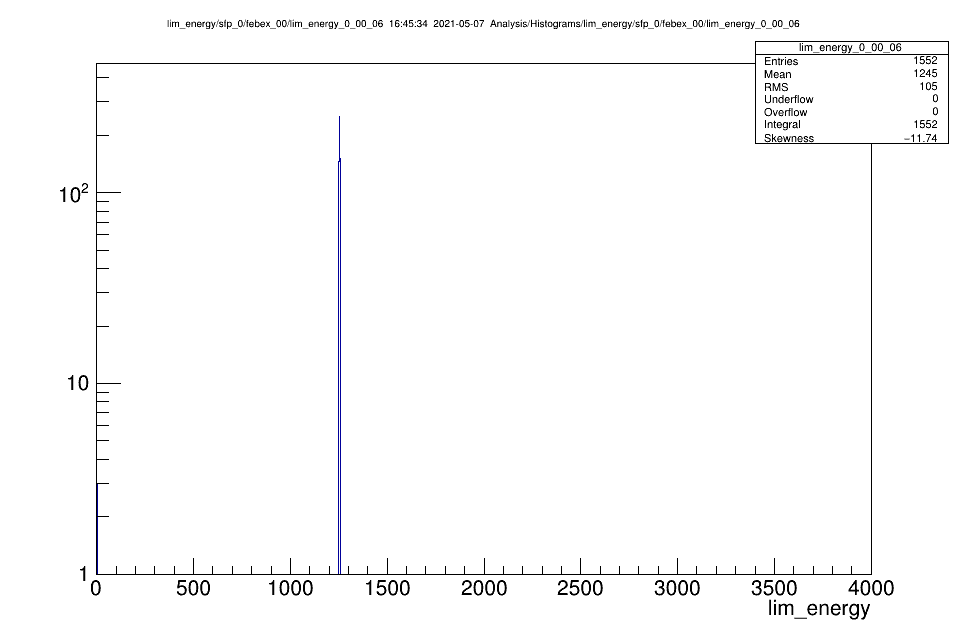 lim_energy/sfp_0/febex_00/lim_energy_0_00_06 16:45:34 2021-05-07 Analysis/Histograms/lim_energy/sfp_0/febex_00/lim_energy_0_00_06
lim_energy_0_00_06
Entries 1552
Mean 1245
RMS 105
Underflow 0
Overflow 0
Integral 1552
Skewness −11.74
10²
10
1
0 500 1000 1500 2000 2500 3000 3500 4000
lim_energy